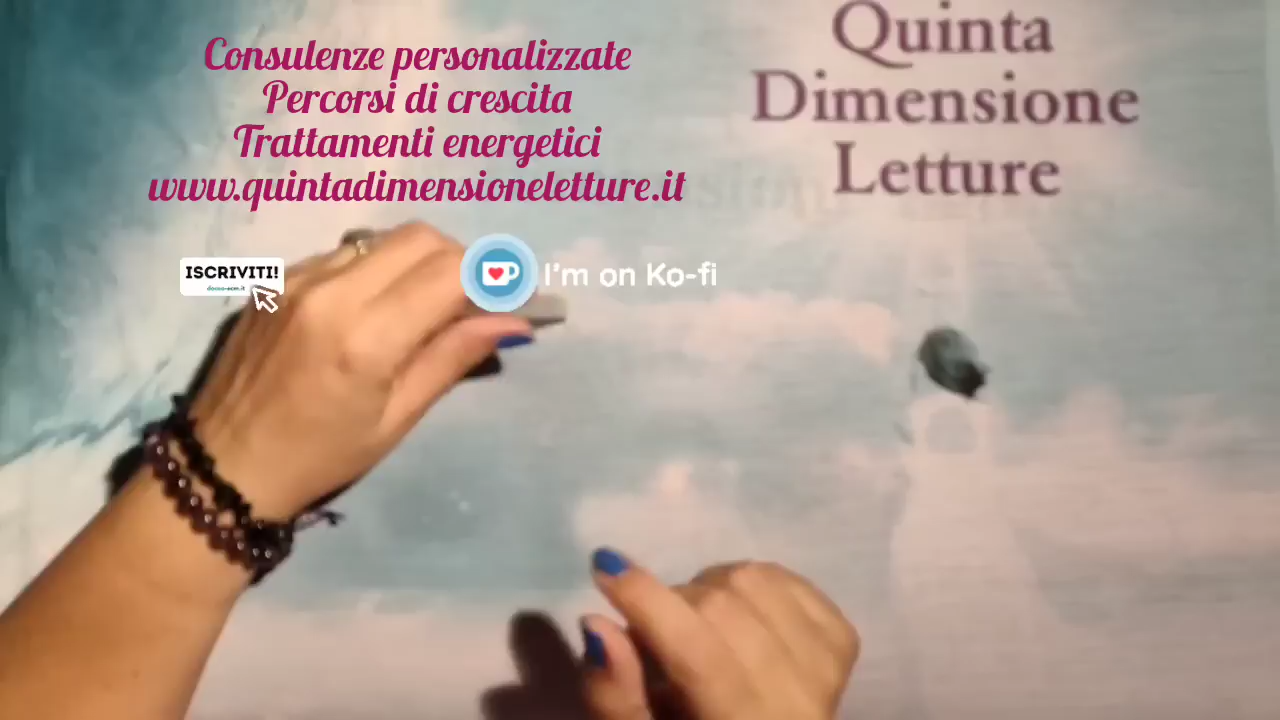 Consulenze personalizzate
Percorsi di crescita
Trattamenti energetici
www.quintadimensioneletture.it
Quinta
Dimensione
Letture
ISCRIVITI!
I'm on Ko-fi